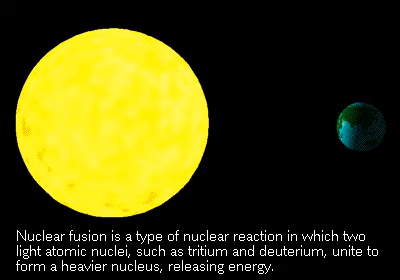 Nuclear fusion is a type of nuclear reaction in which two
light atomic nuclei, such as tritium and deuterium, unite to
form a heavier nucleus, releasing energy.